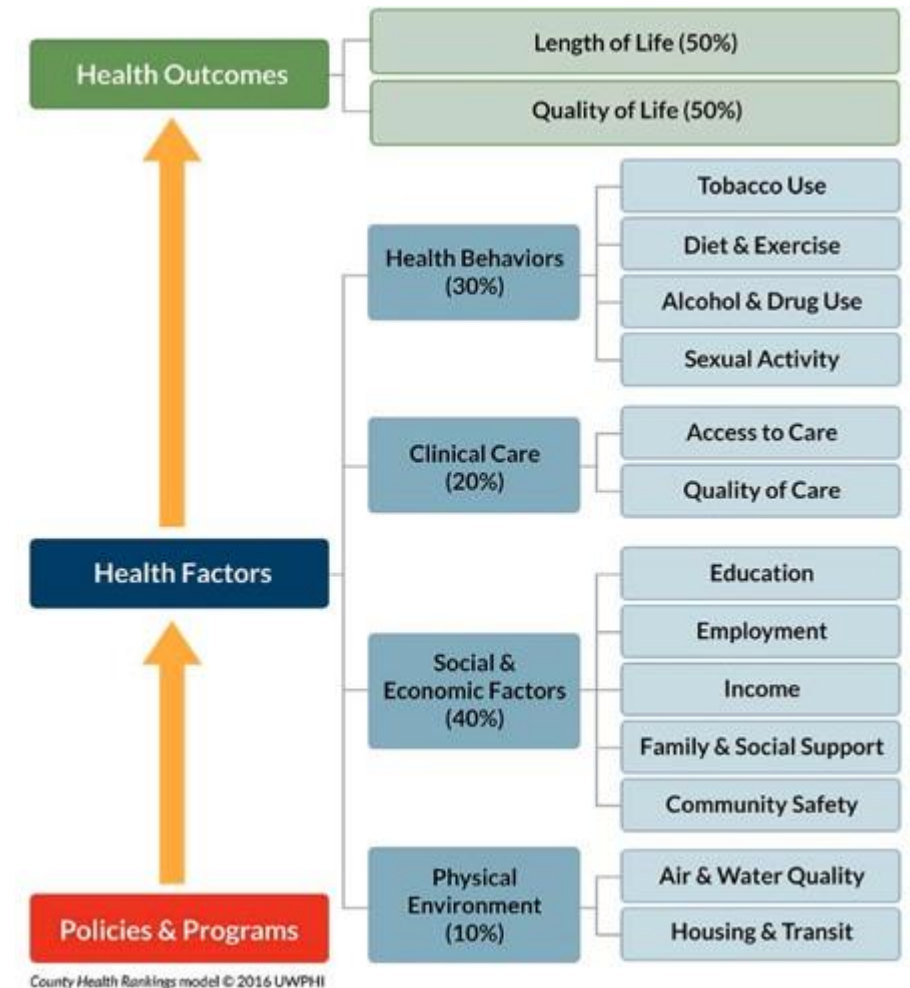 Health Outcomes
Length of Life (50%)
Quality of Life (50%)
Health Behaviors
(30%)
Tobacco Use
Diet & Exercise
Alcohol & Drug Use
Sexual Activity
Clinical Care
(20%)
Access to Care
Quality of Care
Health Factors
Social &
Economic Factors
(40%)
Education
Employment
Income
Family & Social Support
Community Safety
Physical
Environment
(10%)
Air & Water Quality
Housing & Transit
Policies & Programs
County Health Rankings model © 2016 UWPHI